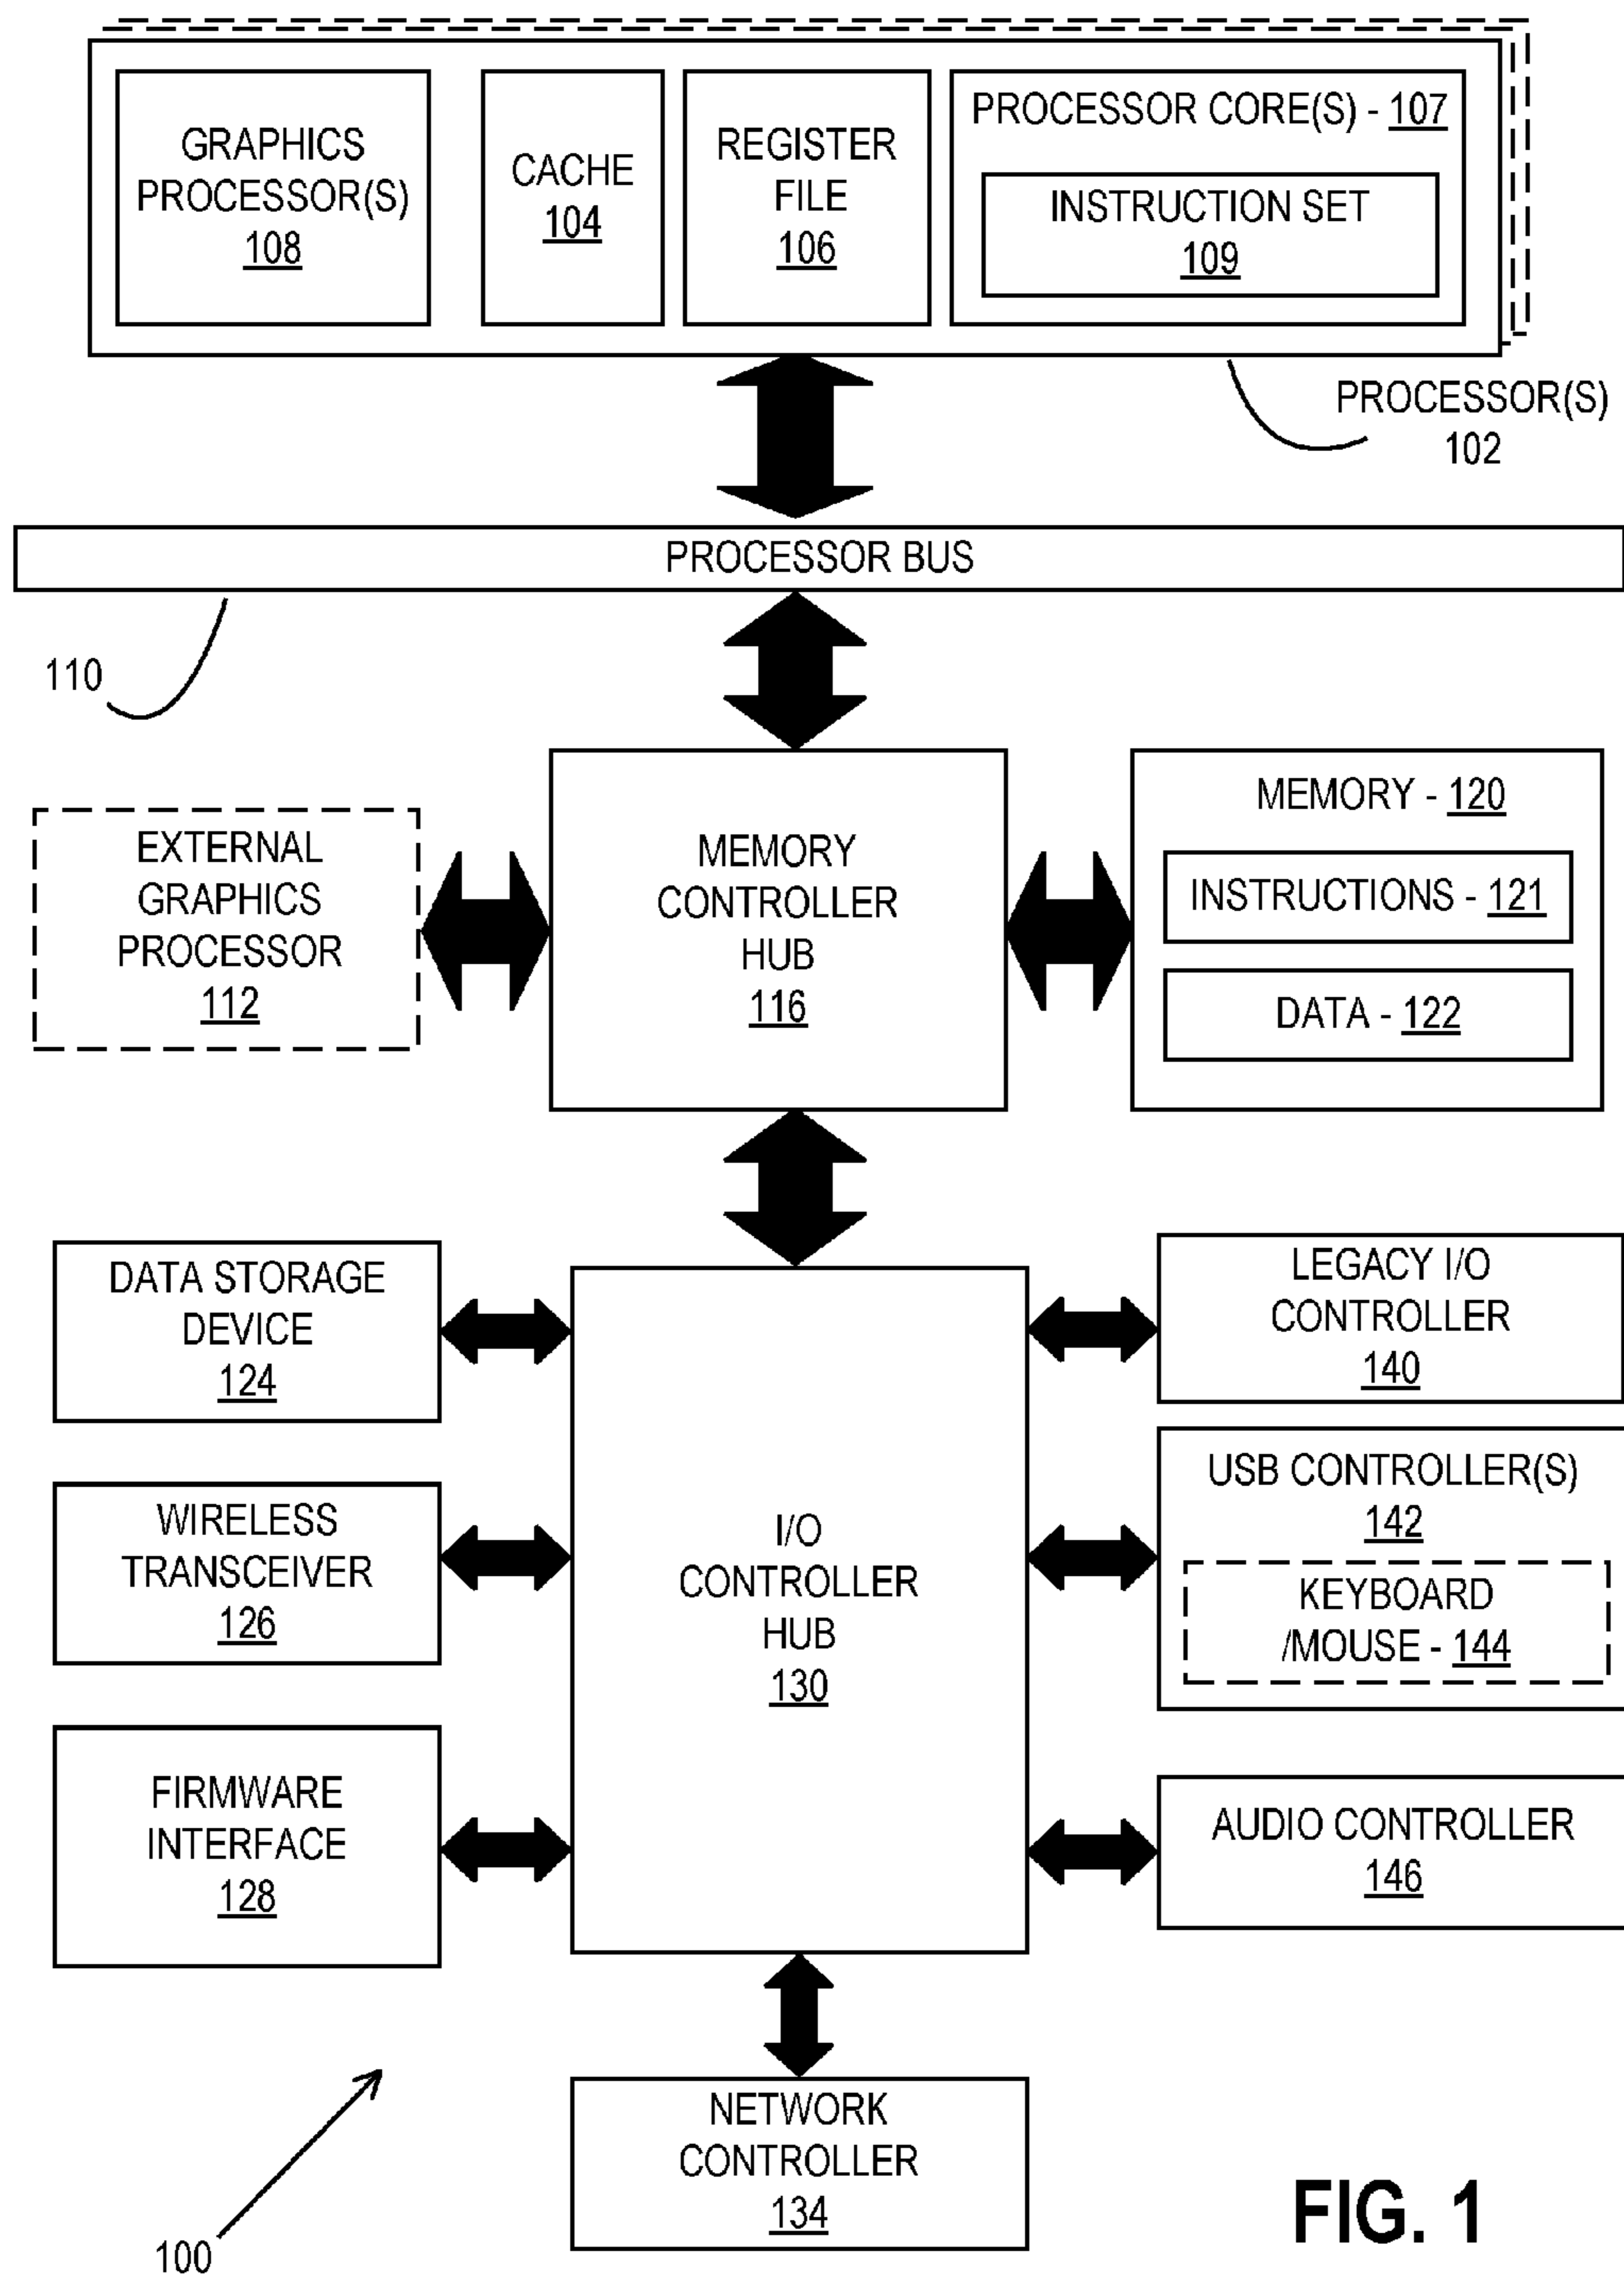 GRAPHICS
PROCESSOR(S)
108
CACHE
104
REGISTER
FILE
106
PROCESSOR CORE(S) - 107
INSTRUCTION SET
109
PROCESSOR(S)
102
PROCESSOR BUS
110
EXTERNAL
GRAPHICS
PROCESSOR
112
MEMORY
CONTROLLER
HUB
116
MEMORY - 120
INSTRUCTIONS - 121
DATA - 122
DATA STORAGE
DEVICE
124
WIRELESS
TRANSCEIVER
126
FIRMWARE
INTERFACE
128
I/O
CONTROLLER
HUB
130
LEGACY I/O
CONTROLLER
140
USB CONTROLLER(S)
142
KEYBOARD
/MOUSE - 144
AUDIO CONTROLLER
146
NETWORK
CONTROLLER
134
100
FIG. 1